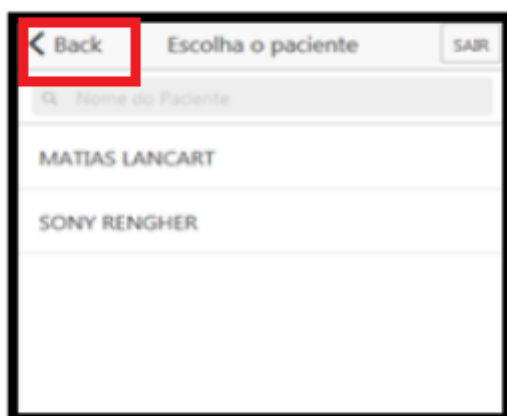 Back Escolha o paciente SAIR
Nome do Paciente
MATIAS LANCART
SONY RENGHER